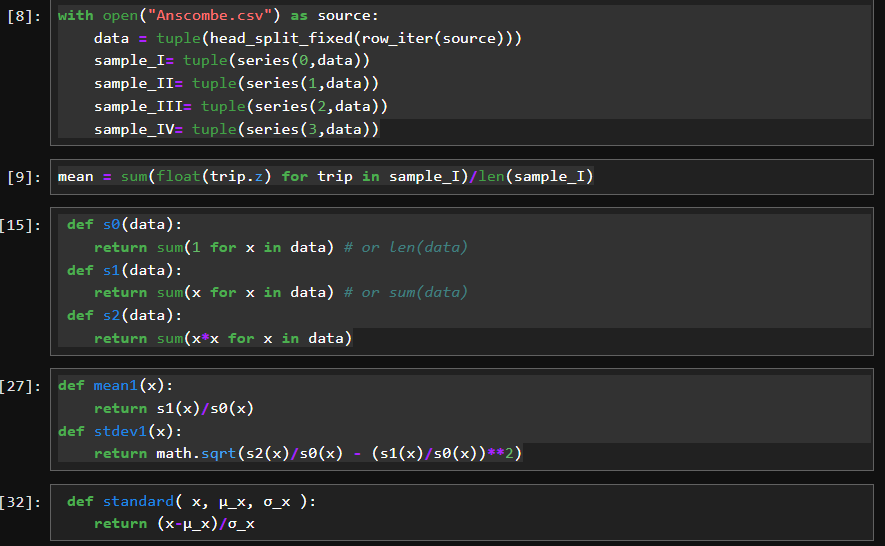 [8]: with open("Anscombe.csv") as source:
    data = tuple(head_split_fixed(row_iter(source)))
    sample_I= tuple(series(0,data))
    sample_II= tuple(series(1,data))
    sample_III= tuple(series(2,data))
    sample_IV= tuple(series(3,data))
[9]: mean = sum(float(trip.z) for trip in sample_I)/len(sample_I)
[15]: def s0(data):
    return sum(1 for x in data) # or len(data)
 def s1(data):
    return sum(x for x in data) # or sum(data)
 def s2(data):
    return sum(x*x for x in data)
[27]: def mean1(x):
    return s1(x)/s0(x)
def stdev1(x):
    return math.sqrt(s2(x)/s0(x) - (s1(x)/s0(x))**2)
[32]: def standard( x, μ_x, σ_x ):
    return (x-μ_x)/σ_x